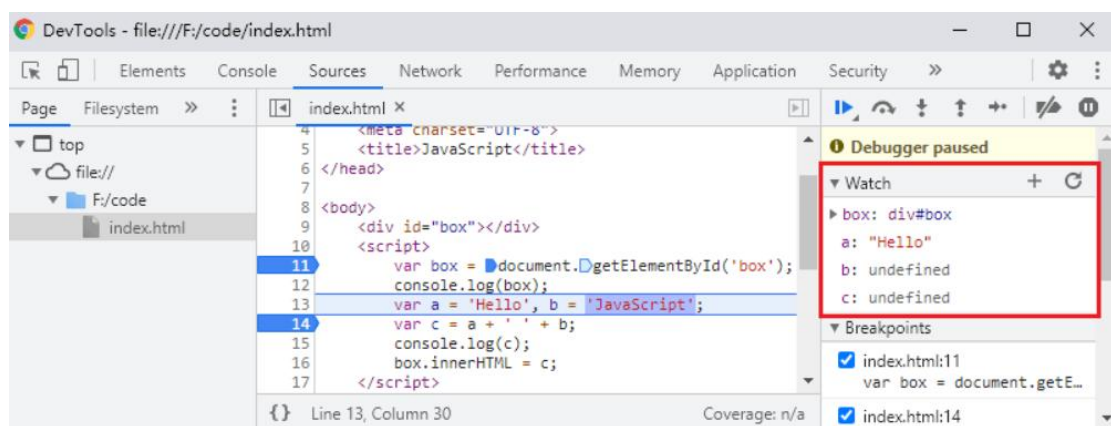 DevTools - file:///F:/code/index.html
Elements Console Sources Network Performance Memory Application Security »
Page Filesystem »
index.html ×
top
file://
F:/code
index.html
4 <meta charset="UTF-8">
5 <title>JavaScript</title>
6 </head>
7
8 <body>
9 <div id="box"></div>
10 <script>
11 var box = document.getElementById('box');
12 console.log(box);
13 var a = 'Hello', b = 'JavaScript';
14 var c = a + ' ' + b;
15 console.log(c);
16 box.innerHTML = c;
17 </script>
{} Line 13, Column 30 Coverage: n/a
Debugger paused
Watch
box: div#box
a: "Hello"
b: undefined
c: undefined
Breakpoints
index.html:11
var box = document.getE…
index.html:14